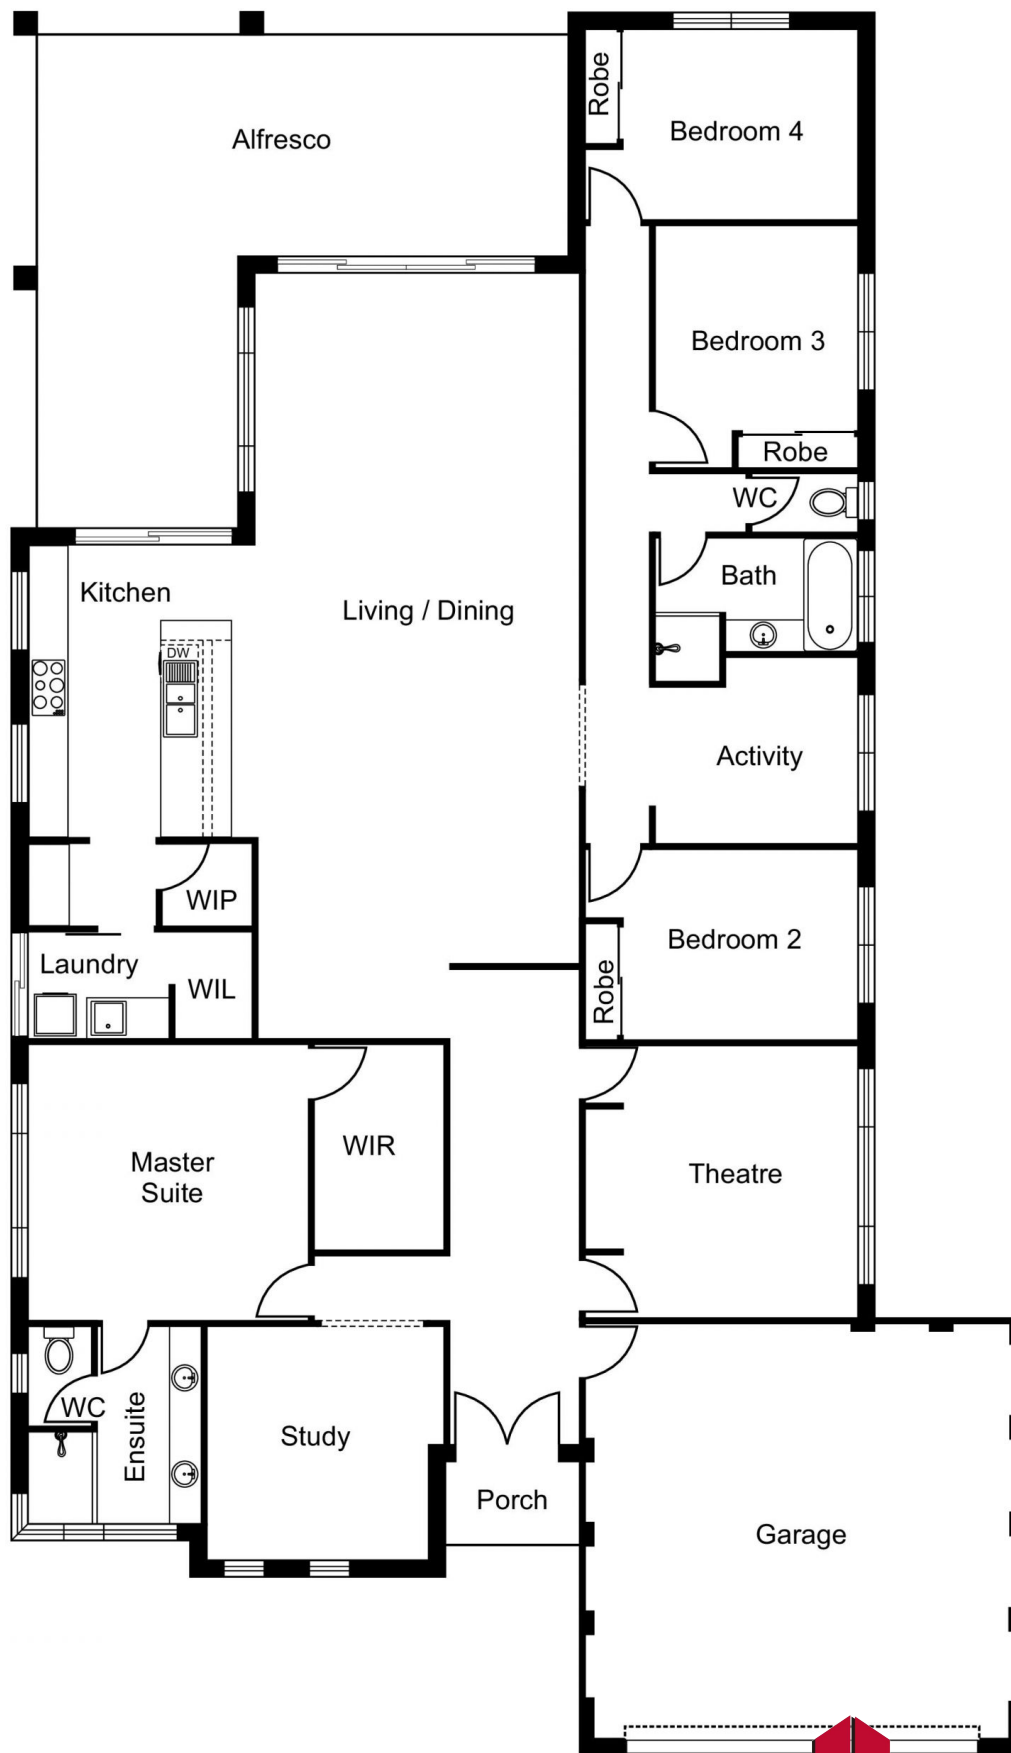 Robe
Bedroom 4
Alfresco
Bedroom 3
Robe
WC
Bath
Kitchen
Living / Dining
DW
Activity
WIP
Bedroom 2
Laundry
WIL
Robe
WIR
Master
Suite
Theatre
WC
Ensuite
Study
Porch
Garage